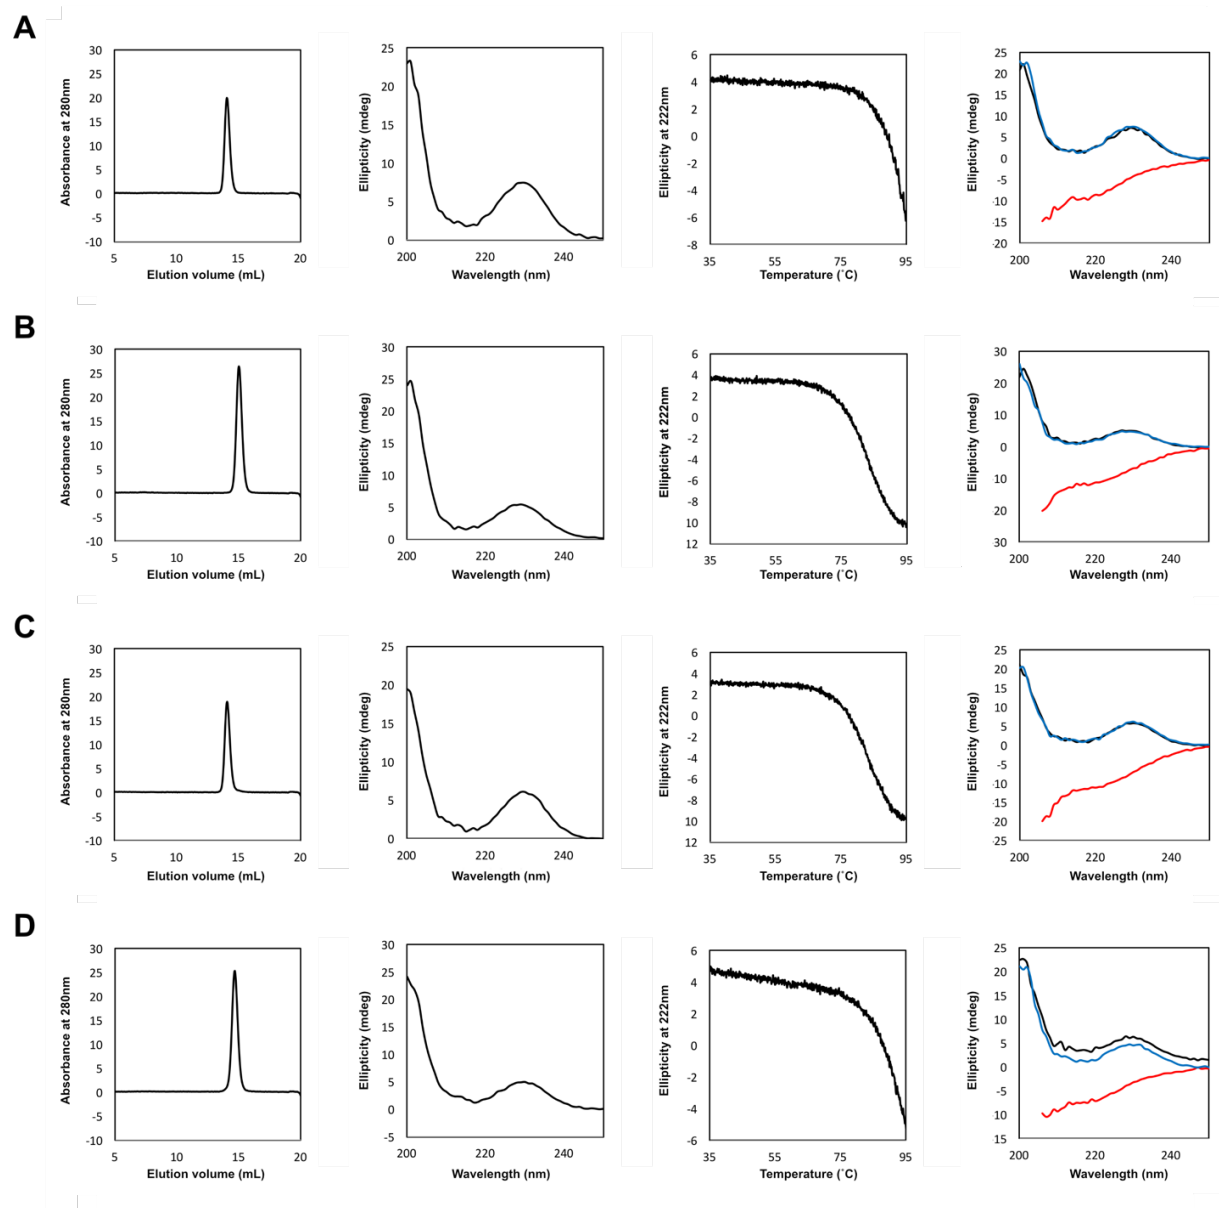 A
Absorbance at 280nm
30
25
20
15
10
5
0
-5
-10
5 10 15 20
Elution volume (mL)
Ellipticity (mdeg)
25
20
15
10
5
0
200 220 240
Wavelength (nm)
Ellipticity at 222nm
6
4
2
0
-2
-4
-6
-8
35 55 75 95
Temperature (˚C)
Ellipticity (mdeg)
25
20
15
10
5
0
-5
-10
-15
-20
200 220 240
Wavelength (nm)
B
Absorbance at 280nm
30
25
20
15
10
5
0
-5
-10
5 10 15 20
Elution volume (mL)
Ellipticity (mdeg)
30
25
20
15
10
5
0
200 220 240
Wavelength (nm)
Ellipticity at 222nm
6
4
2
0
-2
-4
-6
-8
10
12
35 55 75 95
Temperature (˚C)
Ellipticity (mdeg)
30
20
10
0
10
20
30
200 220 240
Wavelength (nm)
C
Absorbance at 280nm
30
25
20
15
10
5
0
-5
-10
5 10 15 20
Elution volume (mL)
Ellipticity (mdeg)
25
20
15
10
5
0
200 220 240
Wavelength (nm)
Ellipticity at 222nm
6
4
2
0
-2
-4
-6
-8
10
12
35 55 75 95
Temperature (˚C)
Ellipticity (mdeg)
25
20
15
10
5
0
-5
-10
-15
-20
-25
200 220 240
Wavelength (nm)
D
Absorbance at 280nm
30
25
20
15
10
5
0
-5
-10
5 10 15 20
Elution volume (mL)
Ellipticity (mdeg)
30
25
20
15
10
5
0
-5
200 220 240
Wavelength (nm)
Ellipticity at 222nm
6
4
2
0
-2
-4
-6
35 55 75 95
Temperature (˚C)
Ellipticity (mdeg)
25
20
15
10
5
0
5
10
15
200 220 240
Wavelength (nm)